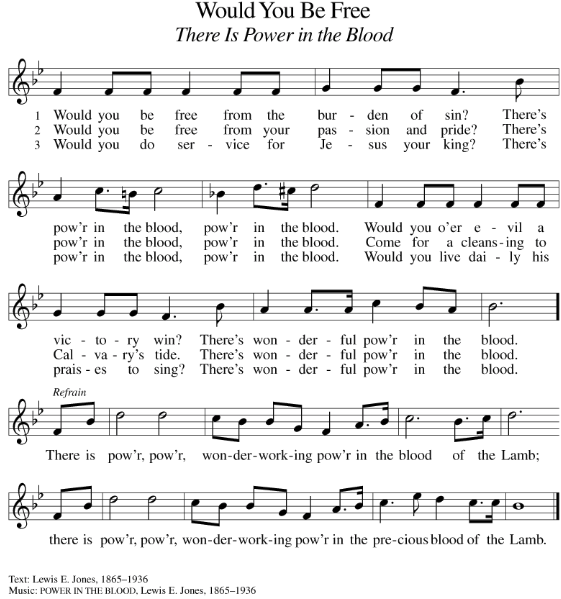 Would You Be Free
There Is Power in the Blood
1 Would you be free from the bur - den of sin? There's
2 Would you be free from your pas - sion and pride? There's
3 Would you do ser - vice for Je - sus your king? There's
pow'r in the blood, pow'r in the blood. Would you o'er e - vil a
pow'r in the blood, pow'r in the blood. Come for a cleans - ing to
pow'r in the blood, pow'r in the blood. Would you live dai - ly his
vic - to - ry win? There's won - der - ful pow'r in the blood.
Cal - va - ry's tide. There's won - der - ful pow'r in the blood.
prais - es to sing? There's won - der - ful pow'r in the blood.
Refrain
There is pow'r, pow'r, won - der - work - ing pow'r in the blood of the Lamb;
there is pow'r, pow'r, won - der - work - ing pow'r in the pre - cious blood of the Lamb.
Text: Lewis E. Jones, 1865–1936
Music: POWER IN THE BLOOD, Lewis E. Jones, 1865–1936